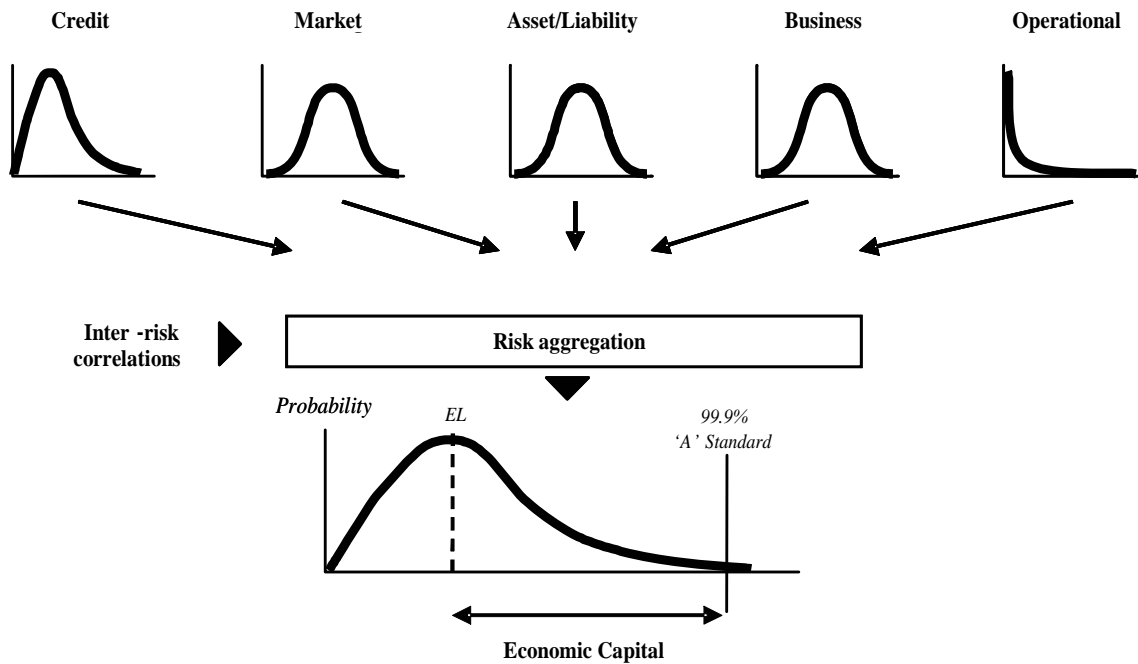 Credit
Market
Asset/Liability
Business
Operational
Inter -risk
correlations
Risk aggregation
Probability
EL
99.9%
‘A’ Standard
Economic Capital